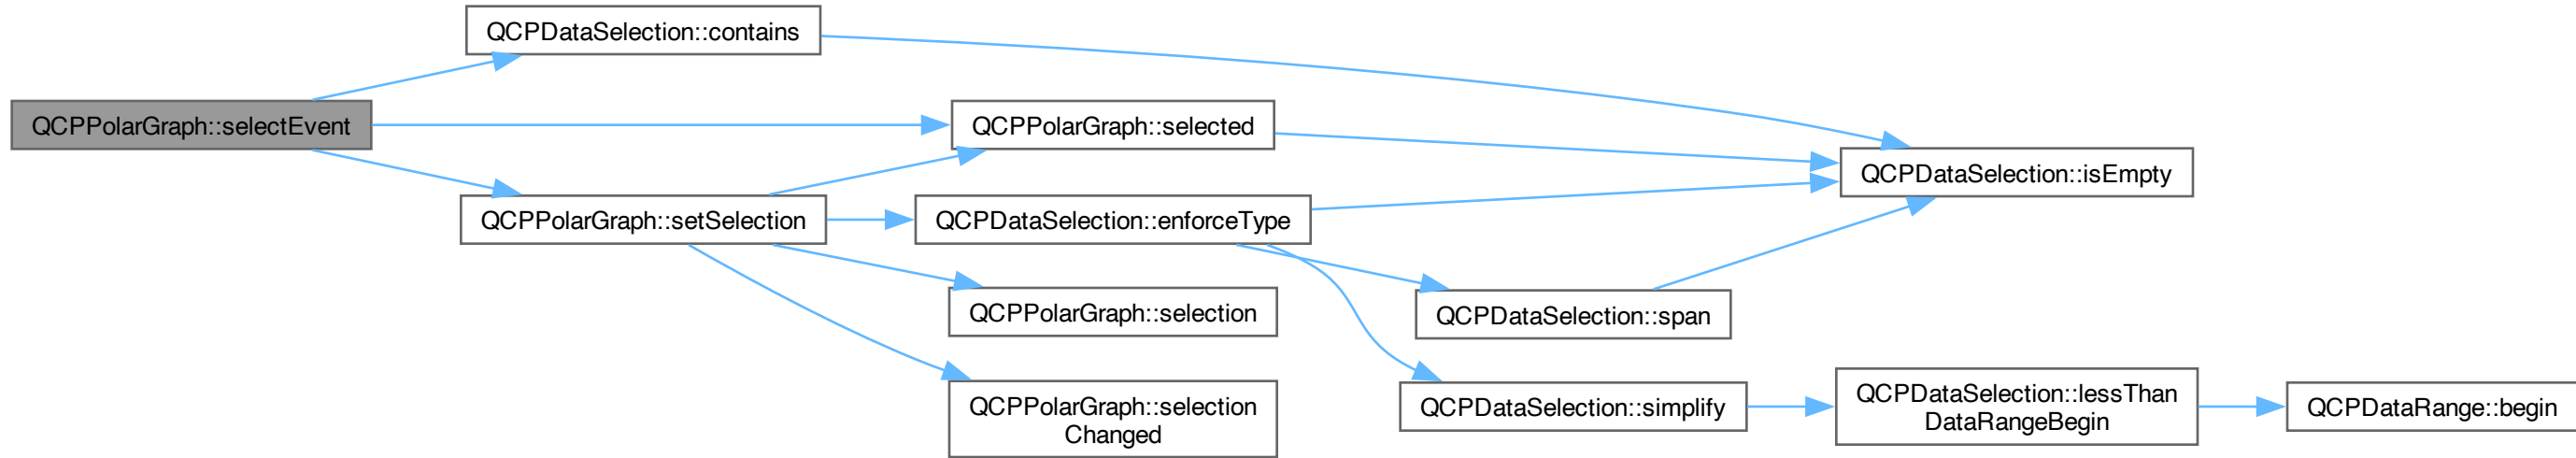 QCPDataSelection::contains
QCPPolarGraph::selectEvent
QCPPolarGraph::selected
QCPDataSelection::isEmpty
QCPPolarGraph::setSelection
QCPDataSelection::enforceType
QCPPolarGraph::selection
QCPDataSelection::span
QCPPolarGraph::selection
Changed
QCPDataSelection::simplify
QCPDataSelection::lessThan
DataRangeBegin
QCPDataRange::begin